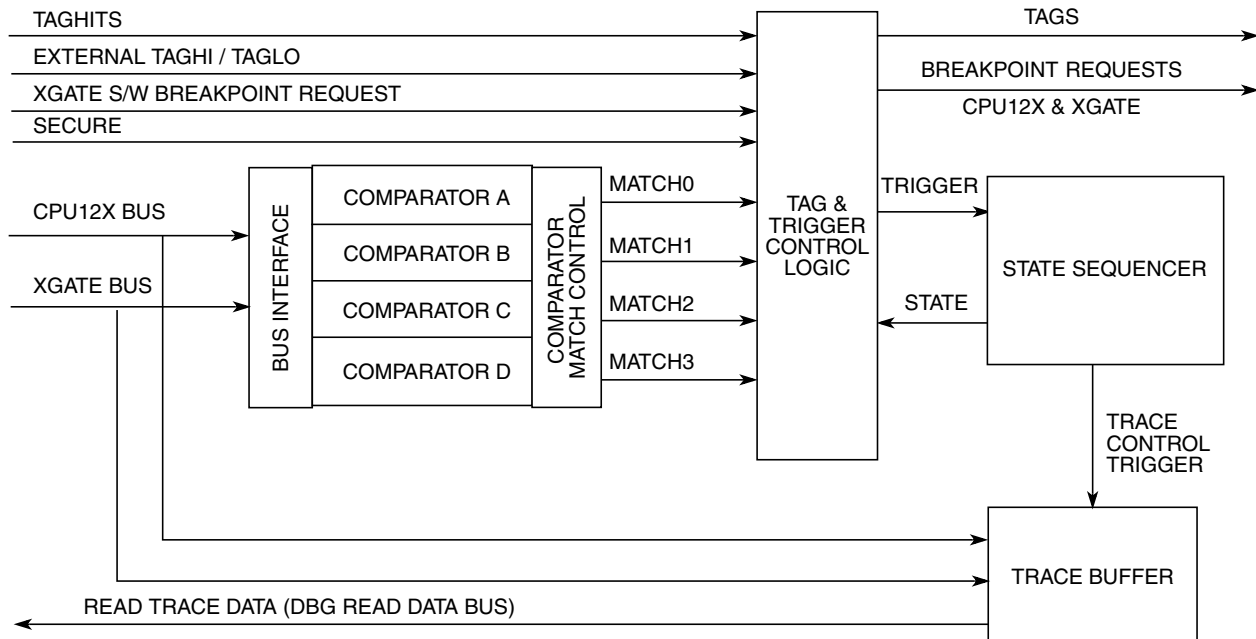 TAGHITS
EXTERNAL TAGHI / TAGLO
XGATE S/W BREAKPOINT REQUEST
SECURE
TAGS
BREAKPOINT REQUESTS
CPU12X & XGATE
CPU12X BUS
XGATE BUS
BUS INTERFACE
COMPARATOR A
COMPARATOR B
COMPARATOR C
COMPARATOR D
COMPARATOR
MATCH CONTROL
MATCH0
MATCH1
MATCH2
MATCH3
TAG &
TRIGGER
CONTROL
LOGIC
TRIGGER
STATE
STATE SEQUENCER
TRACE
CONTROL
TRIGGER
TRACE BUFFER
READ TRACE DATA (DBG READ DATA BUS)